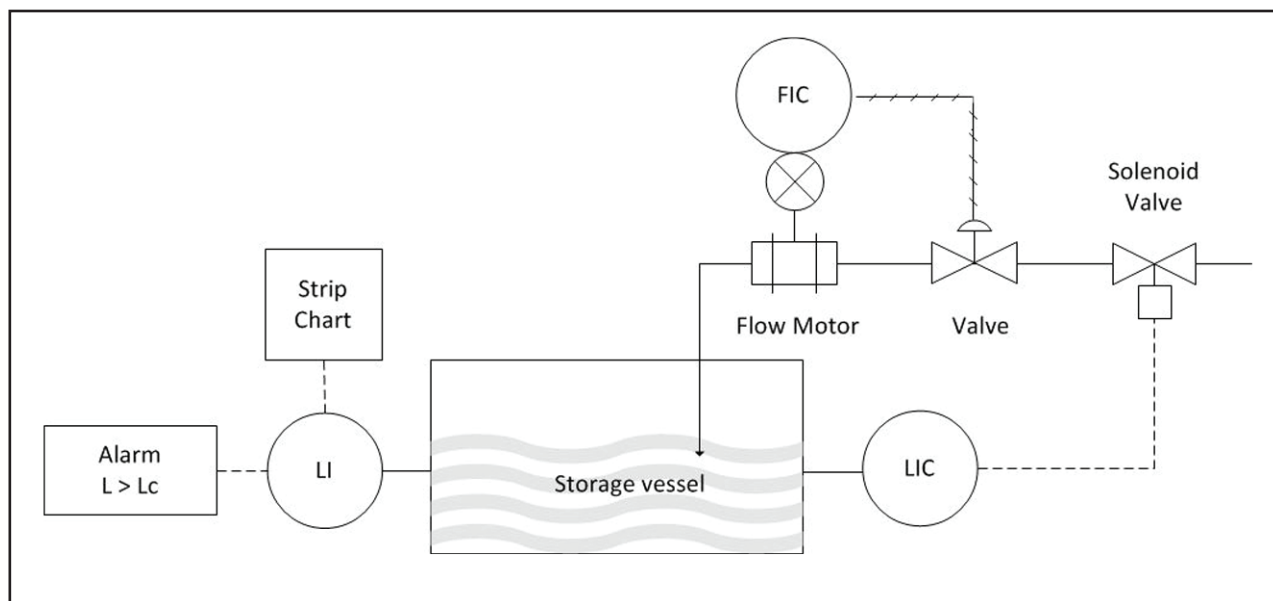 FIC
Solenoid
Valve
Strip
Chart
Flow Motor
Valve
Alarm
L > Lc
LI
Storage vessel
LIC